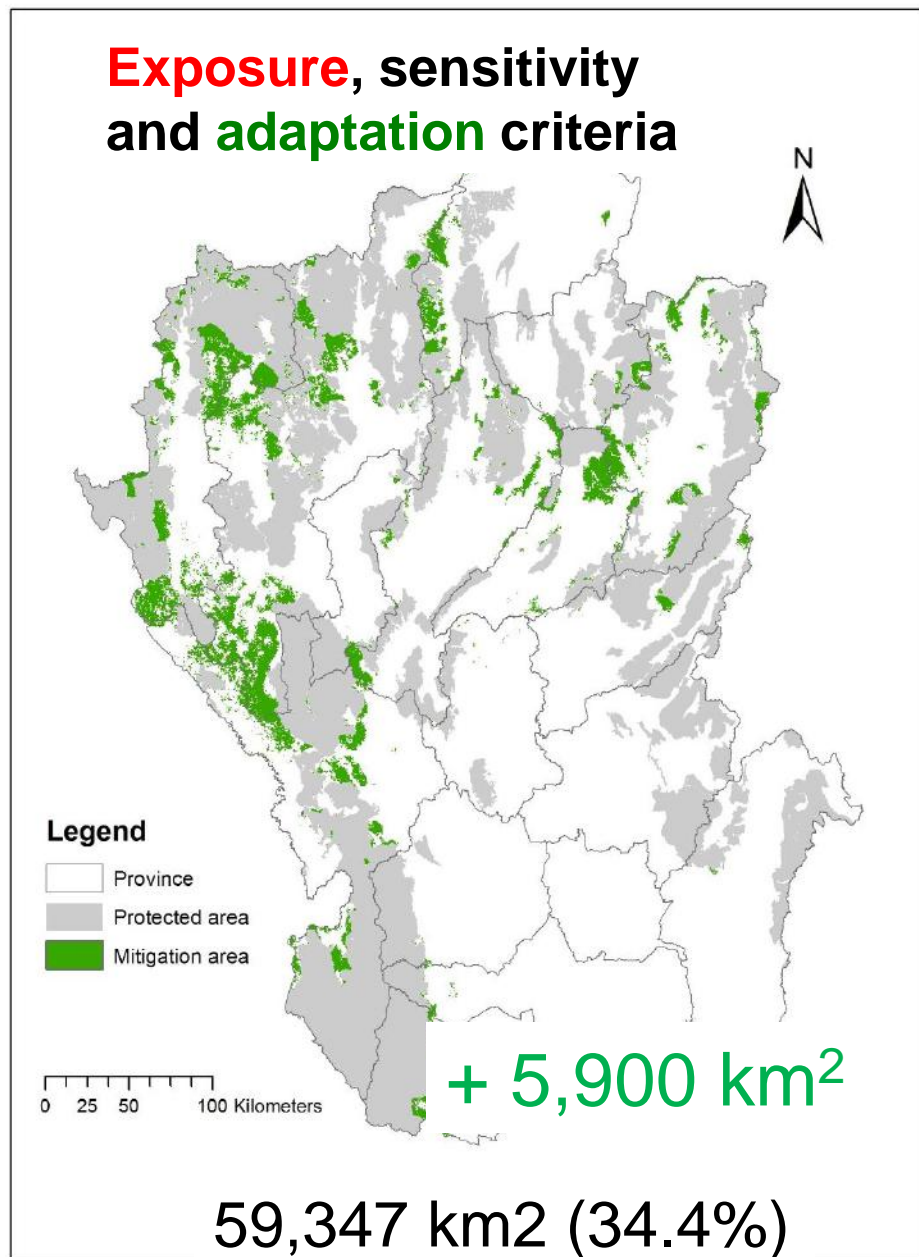 Exposure, sensitivity
and adaptation criteria
N
Legend
Province
Protected area
Mitigation area
0 25 50 100 Kilometers
+ 5,900 km²
59,347 km2 (34.4%)